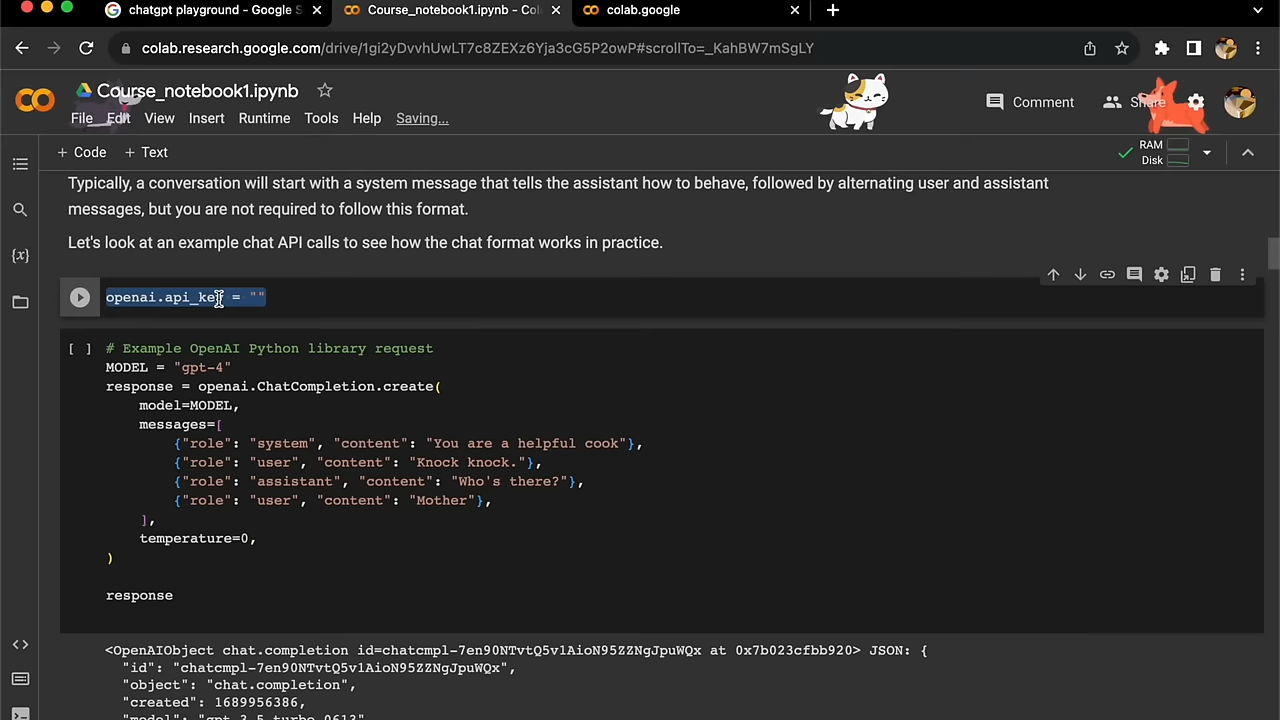 chatgpt playground - Google S
Course_notebook1.ipynb - Col
colab.google
colab.research.google.com/drive/1gi2yDvvhUwLT7c8ZEXz6Yja3cG5P2owP#scrollTo=_KahBW7mSgLY
Course_notebook1.ipynb
Comment
Share
File Edit View Insert Runtime Tools Help Saving...
+ Code + Text
RAM
Disk
Typically, a conversation will start with a system message that tells the assistant how to behave, followed by alternating user and assistant
messages, but you are not required to follow this format.
Let's look at an example chat API calls to see how the chat format works in practice.
openai.api_key = ""
[ ] # Example OpenAI Python library request
MODEL = "gpt-4"
response = openai.ChatCompletion.create(
model=MODEL,
messages=[
{"role": "system", "content": "You are a helpful cook"},
{"role": "user", "content": "Knock knock."},
{"role": "assistant", "content": "Who's there?"},
{"role": "user", "content": "Mother"},
],
temperature=0,
)
response
<OpenAIObject chat.completion id=chatcmpl-7en90NTvtQ5v1AioN95ZZNgJpuWQx at 0x7b023cfbb920> JSON: {
"id": "chatcmpl-7en90NTvtQ5v1AioN95ZZNgJpuWQx",
"object": "chat.completion",
"created": 1689956386,
"model": "gpt-3.5-turbo-0613",